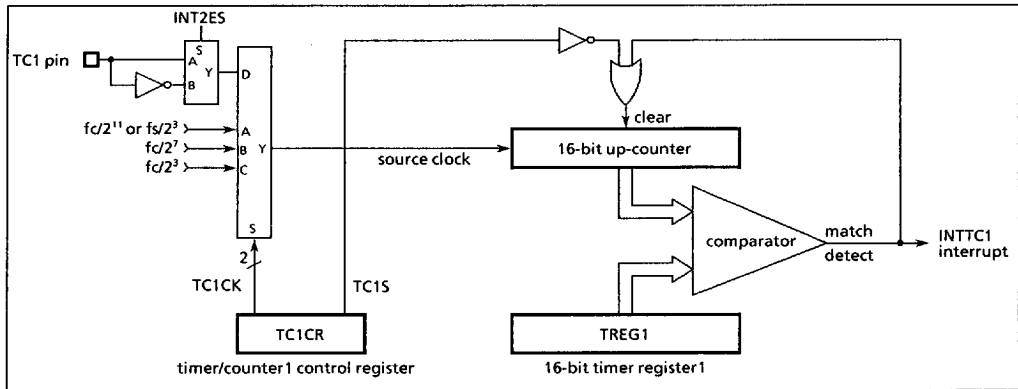 INT2ES
S
TC1 pin
A
Y
B
D
fc/2¹¹ or fs/2³
A
fc/2⁷
B
Y
fc/2³
C
S
2
TC1CK
TC1S
source clock
clear
16-bit up-counter
comparator
match
detect
INTTC1
interrupt
TC1CR
timer/counter1 control register
TREG1
16-bit timer register1